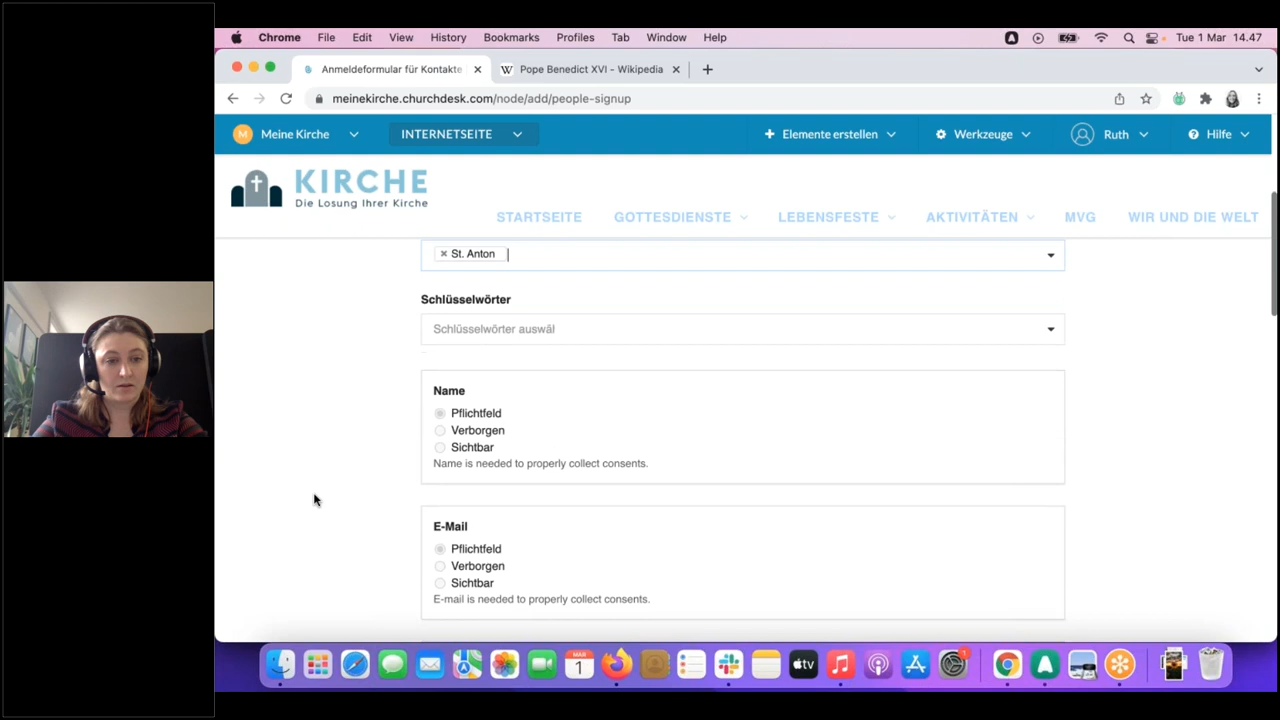 Chrome File Edit View History Bookmarks Profiles Tab Window Help Tue 1 Mar 14.47
Anmeldeformular für Kontakte
W Pope Benedict XVI - Wikipedia
meinekirche.churchdesk.com/node/add/people-signup
M Meine Kirche INTERNETSEITE Elemente erstellen Werkzeuge Ruth Hilfe
KIRCHE
Die Losung Ihrer Kirche
STARTSEITE GOTTESDIENSTE LEBENSFESTE AKTIVITÄTEN MVG WIR UND DIE WELT
St. Anton
Schlüsselwörter
Schlüsselwörter auswäl
Name
Pflichtfeld
Verborgen
Sichtbar
Name is needed to properly collect consents.
E-Mail
Pflichtfeld
Verborgen
Sichtbar
E-mail is needed to properly collect consents.
MAR
1
tv